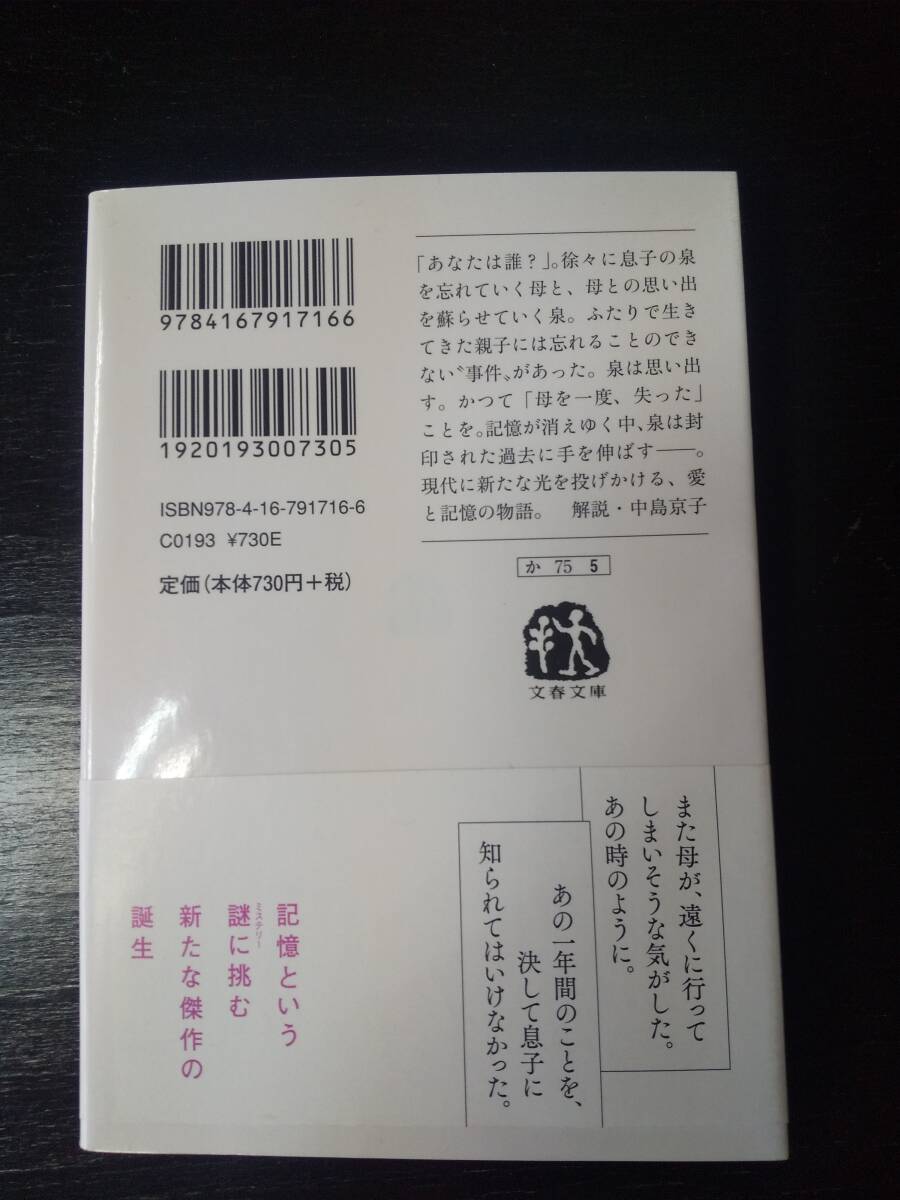 9784167917166
1920193007305
ISBN978-4-16-791716-6
C0193 ¥730E
定価(本体730円+税)
「あなたは誰？」。徐々に息子の泉
を忘れていく母と、母との思い出
を蘇らせていく泉。ふたりで生き
てきた親子には忘れることのでき
ない〝事件〟があった。泉は思い出
す。かつて「母を一度、失った」
ことを。記憶が消えゆく中、泉は封
印された過去に手を伸ばす――。
現代に新たな光を投げかける、愛
と記憶の物語。 解説・中島京子
か 75 5
文春文庫
また母が、遠くに行って
しまいそうな気がした。
あの時のように。
あの一年間のことを、
決して息子に
知られてはいけなかった。
記憶という
謎に挑む
ミステリー
新たな傑作の
誕生